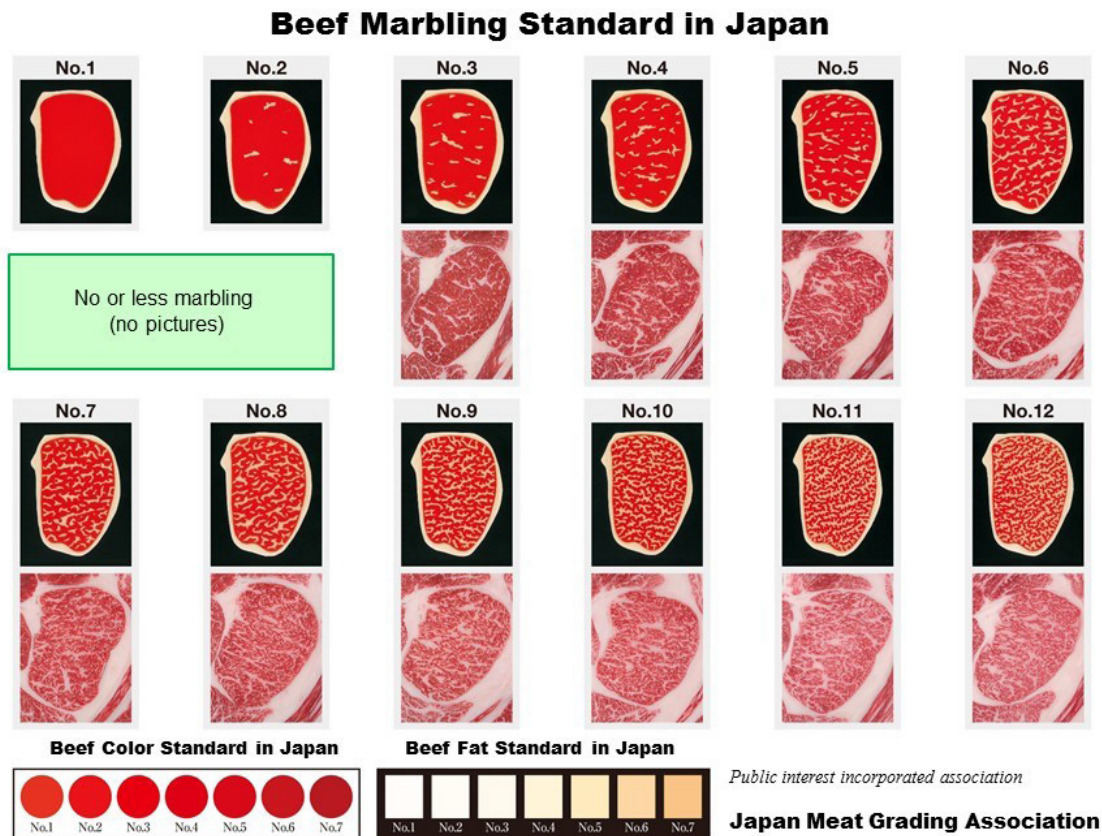 Beef Marbling Standard in Japan
No.1
No.2
No.3
No.4
No.5
No.6
No or less marbling
(no pictures)
No.7
No.8
No.9
No.10
No.11
No.12
Beef Color Standard in Japan
No.1 No.2 No.3 No.4 No.5 No.6 No.7
Beef Fat Standard in Japan
No.1 No.2 No.3 No.4 No.5 No.6 No.7
Public interest incorporated association
Japan Meat Grading Association